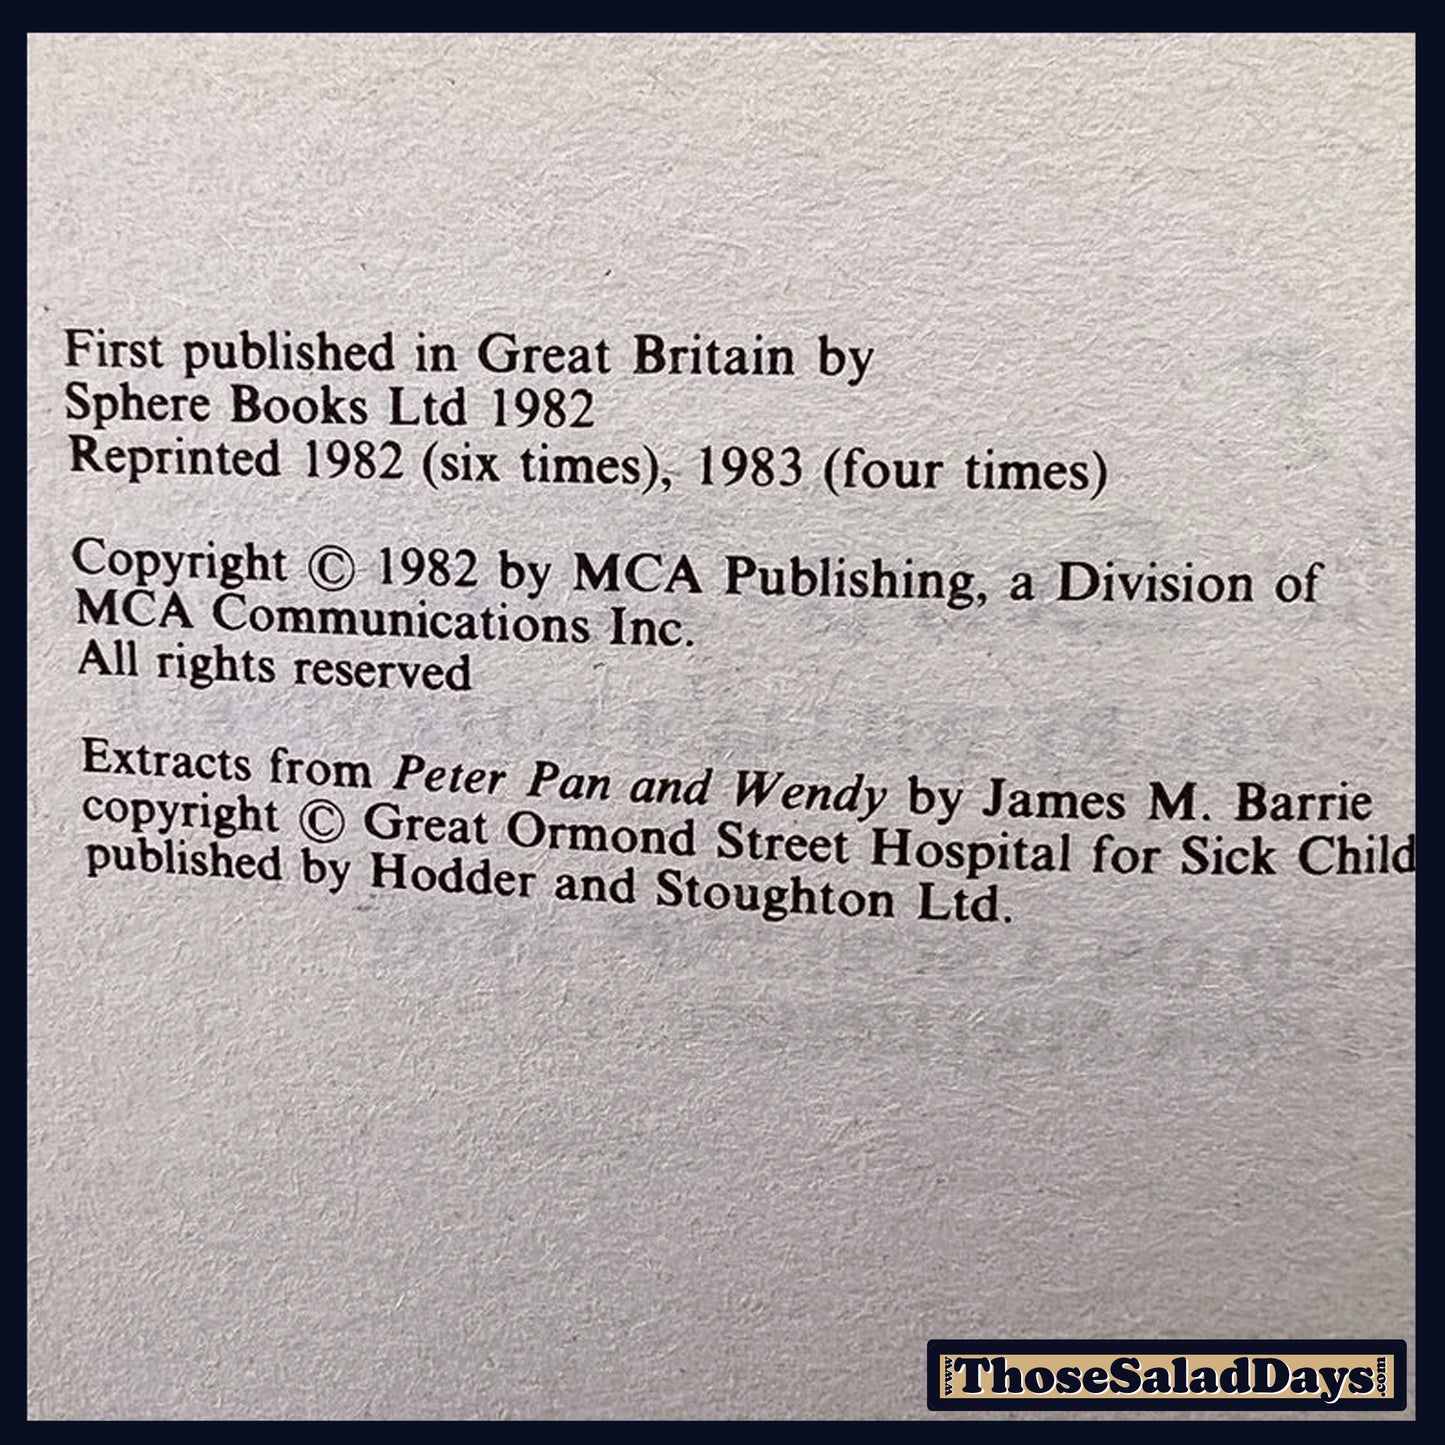 First published in Great Britain by
Sphere Books Ltd 1982
Reprinted 1982 (six times), 1983 (four times)
Copyright © 1982 by MCA Publishing, a Division of
MCA Communications Inc.
All rights reserved
Extracts from Peter Pan and Wendy by James M. Barrie
copyright © Great Ormond Street Hospital for Sick Child
published by Hodder and Stoughton Ltd.
www.ThoseSaladDays.com